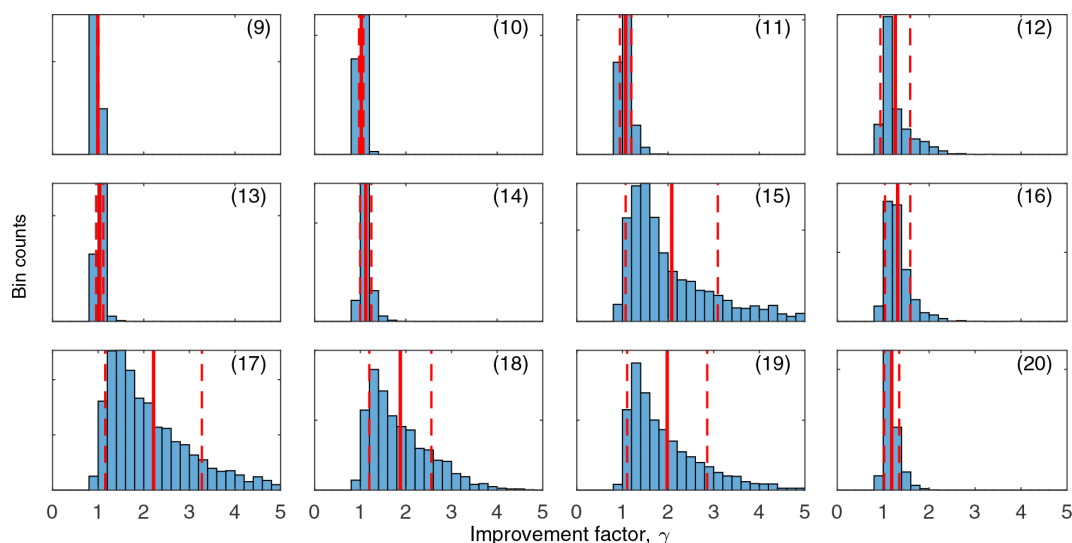 (9) (10) (11) (12)
(13) (14) (15) (16)
Bin counts
(17) (18) (19) (20)
0 1 2 3 4 5 0 1 2 3 4 5 0 1 2 3 4 5 0 1 2 3 4 5
Improvement factor, γ